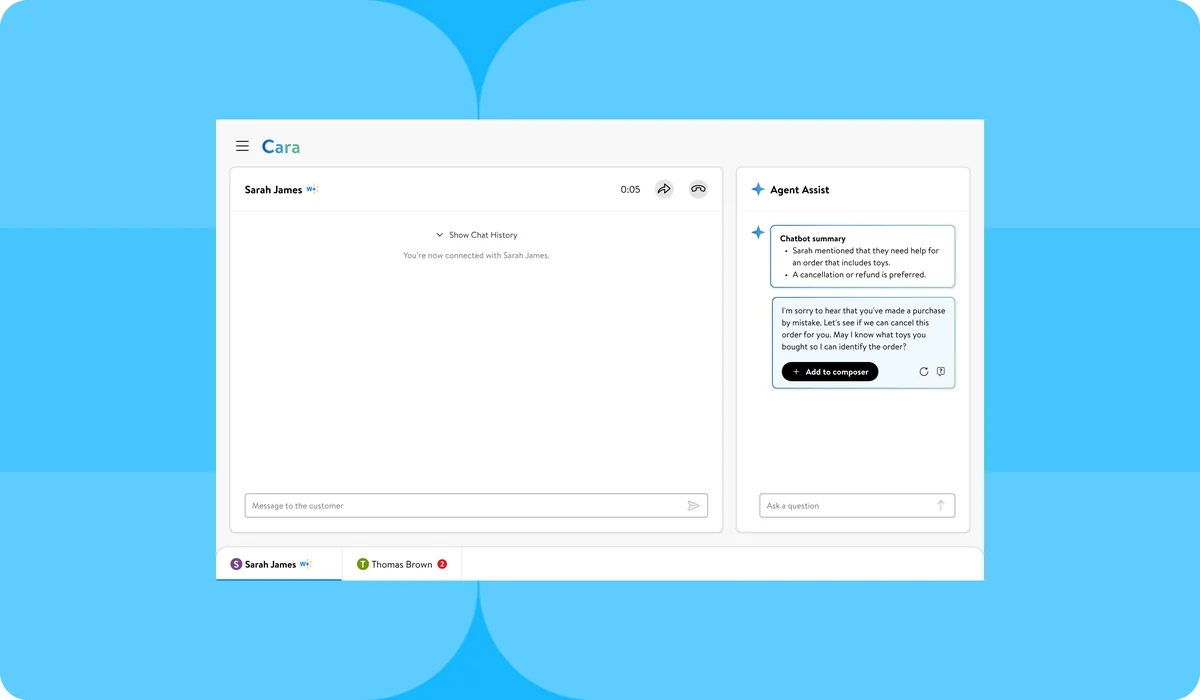 Cara
Sarah James W+
0:05
Show Chat History
You're now connected with Sarah James.
Message to the customer
Agent Assist
Chatbot summary
• Sarah mentioned that they need help for
an order that includes toys.
• A cancellation or refund is preferred.
I'm sorry to hear that you've made a purchase
by mistake. Let's see if we can cancel this
order for you. May I know what toys you
bought so I can identify the order?
+ Add to composer
Ask a question
S Sarah James W+
T Thomas Brown 2